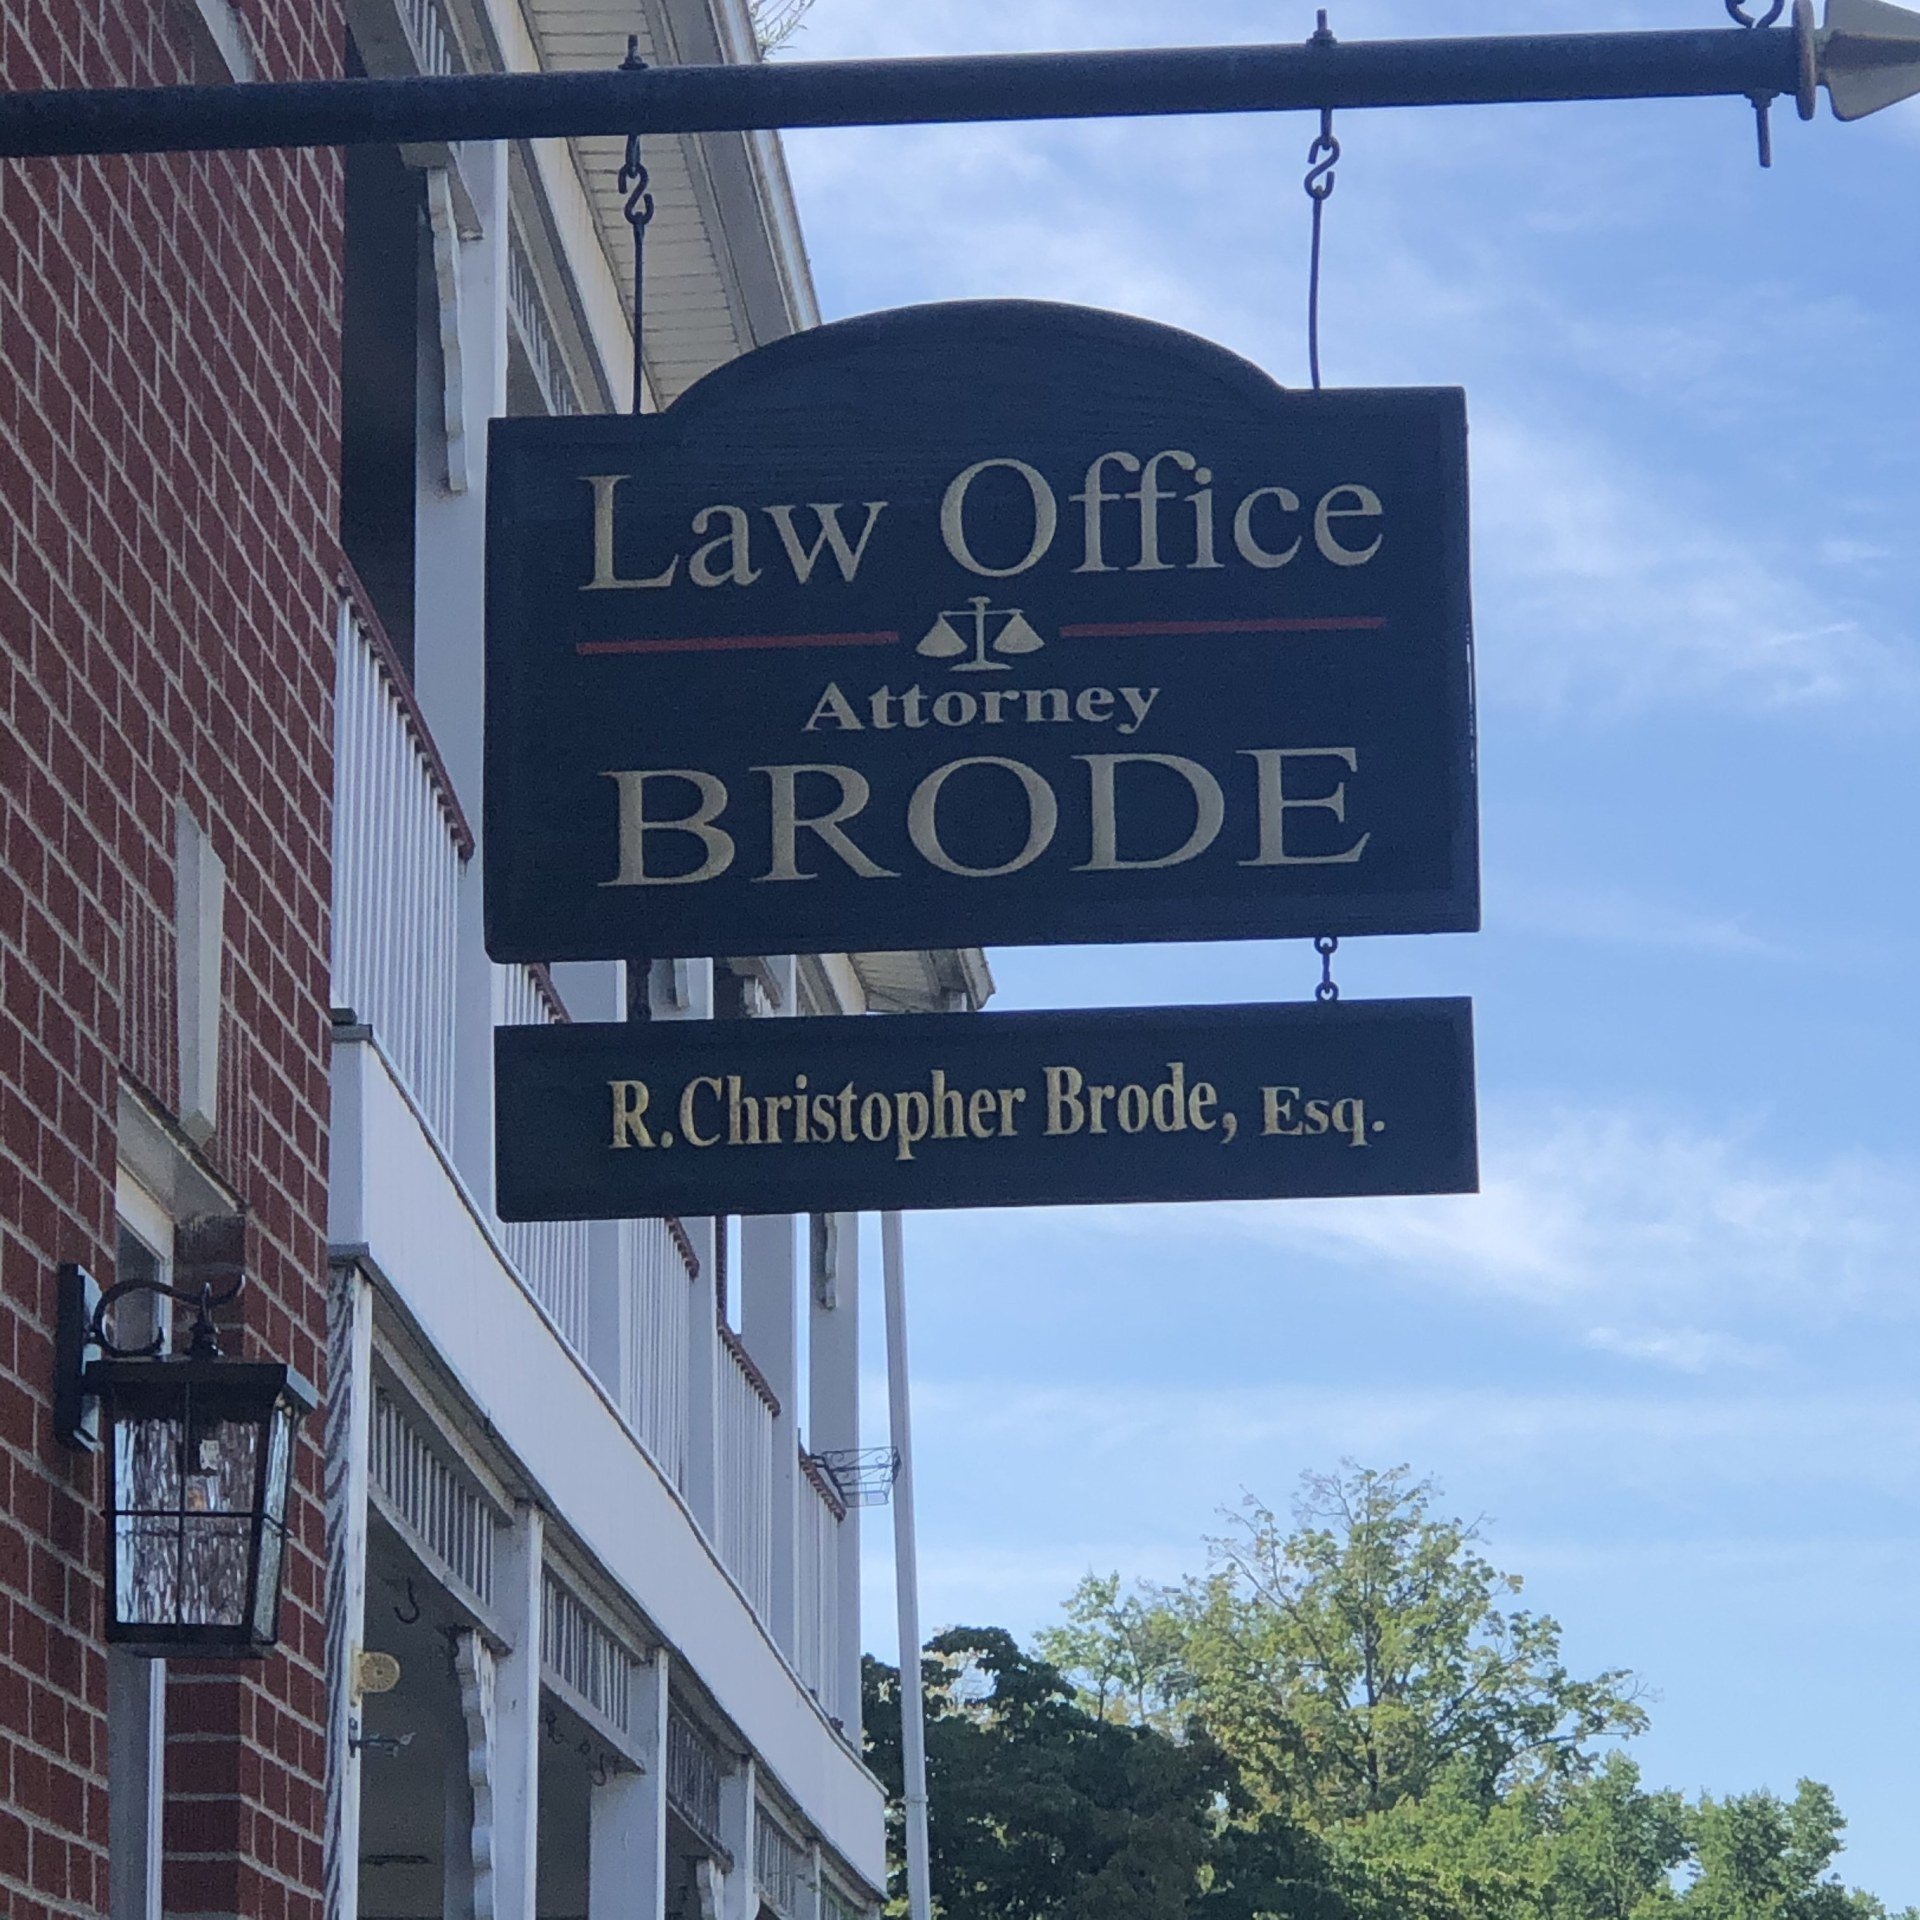 Law Office
Attorney
BRODE
R.Christopher Brode, Esq.